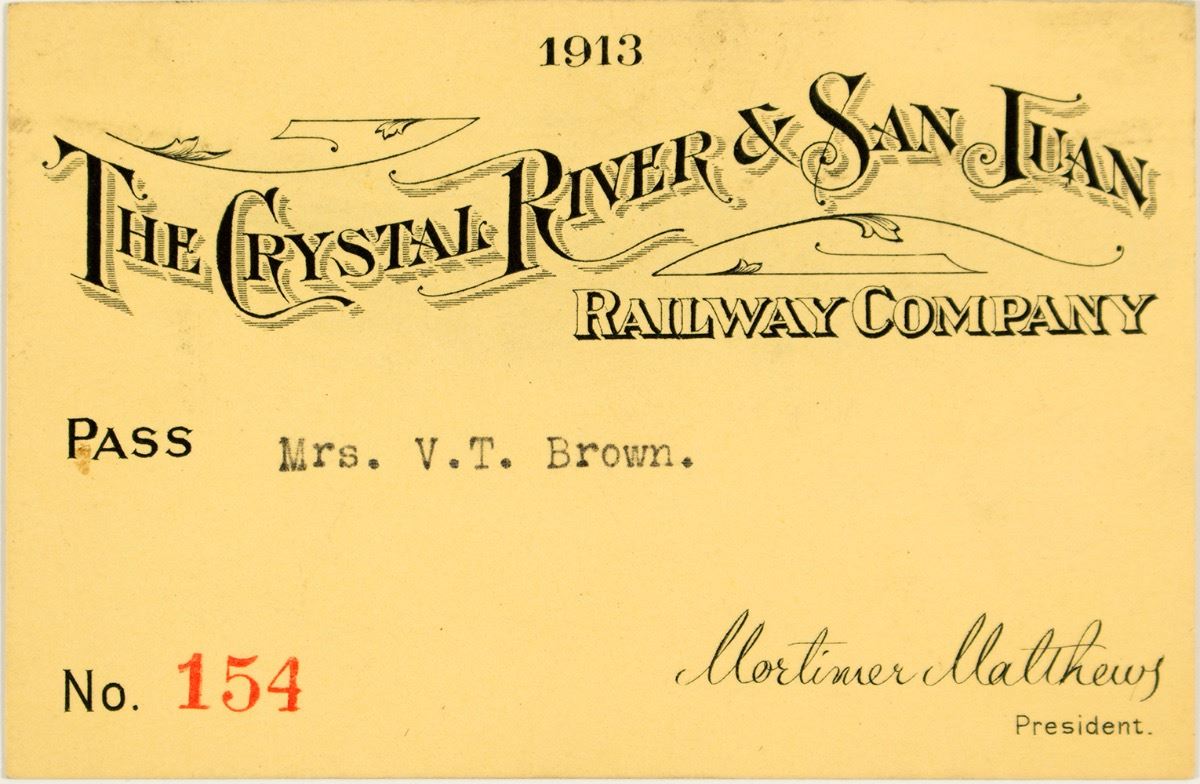 1913
THE CRYSTAL RIVER & SAN JUAN
RAILWAY COMPANY
PASS Mrs. V.T. Brown.
No. 154
Mortimer Matthews
President.